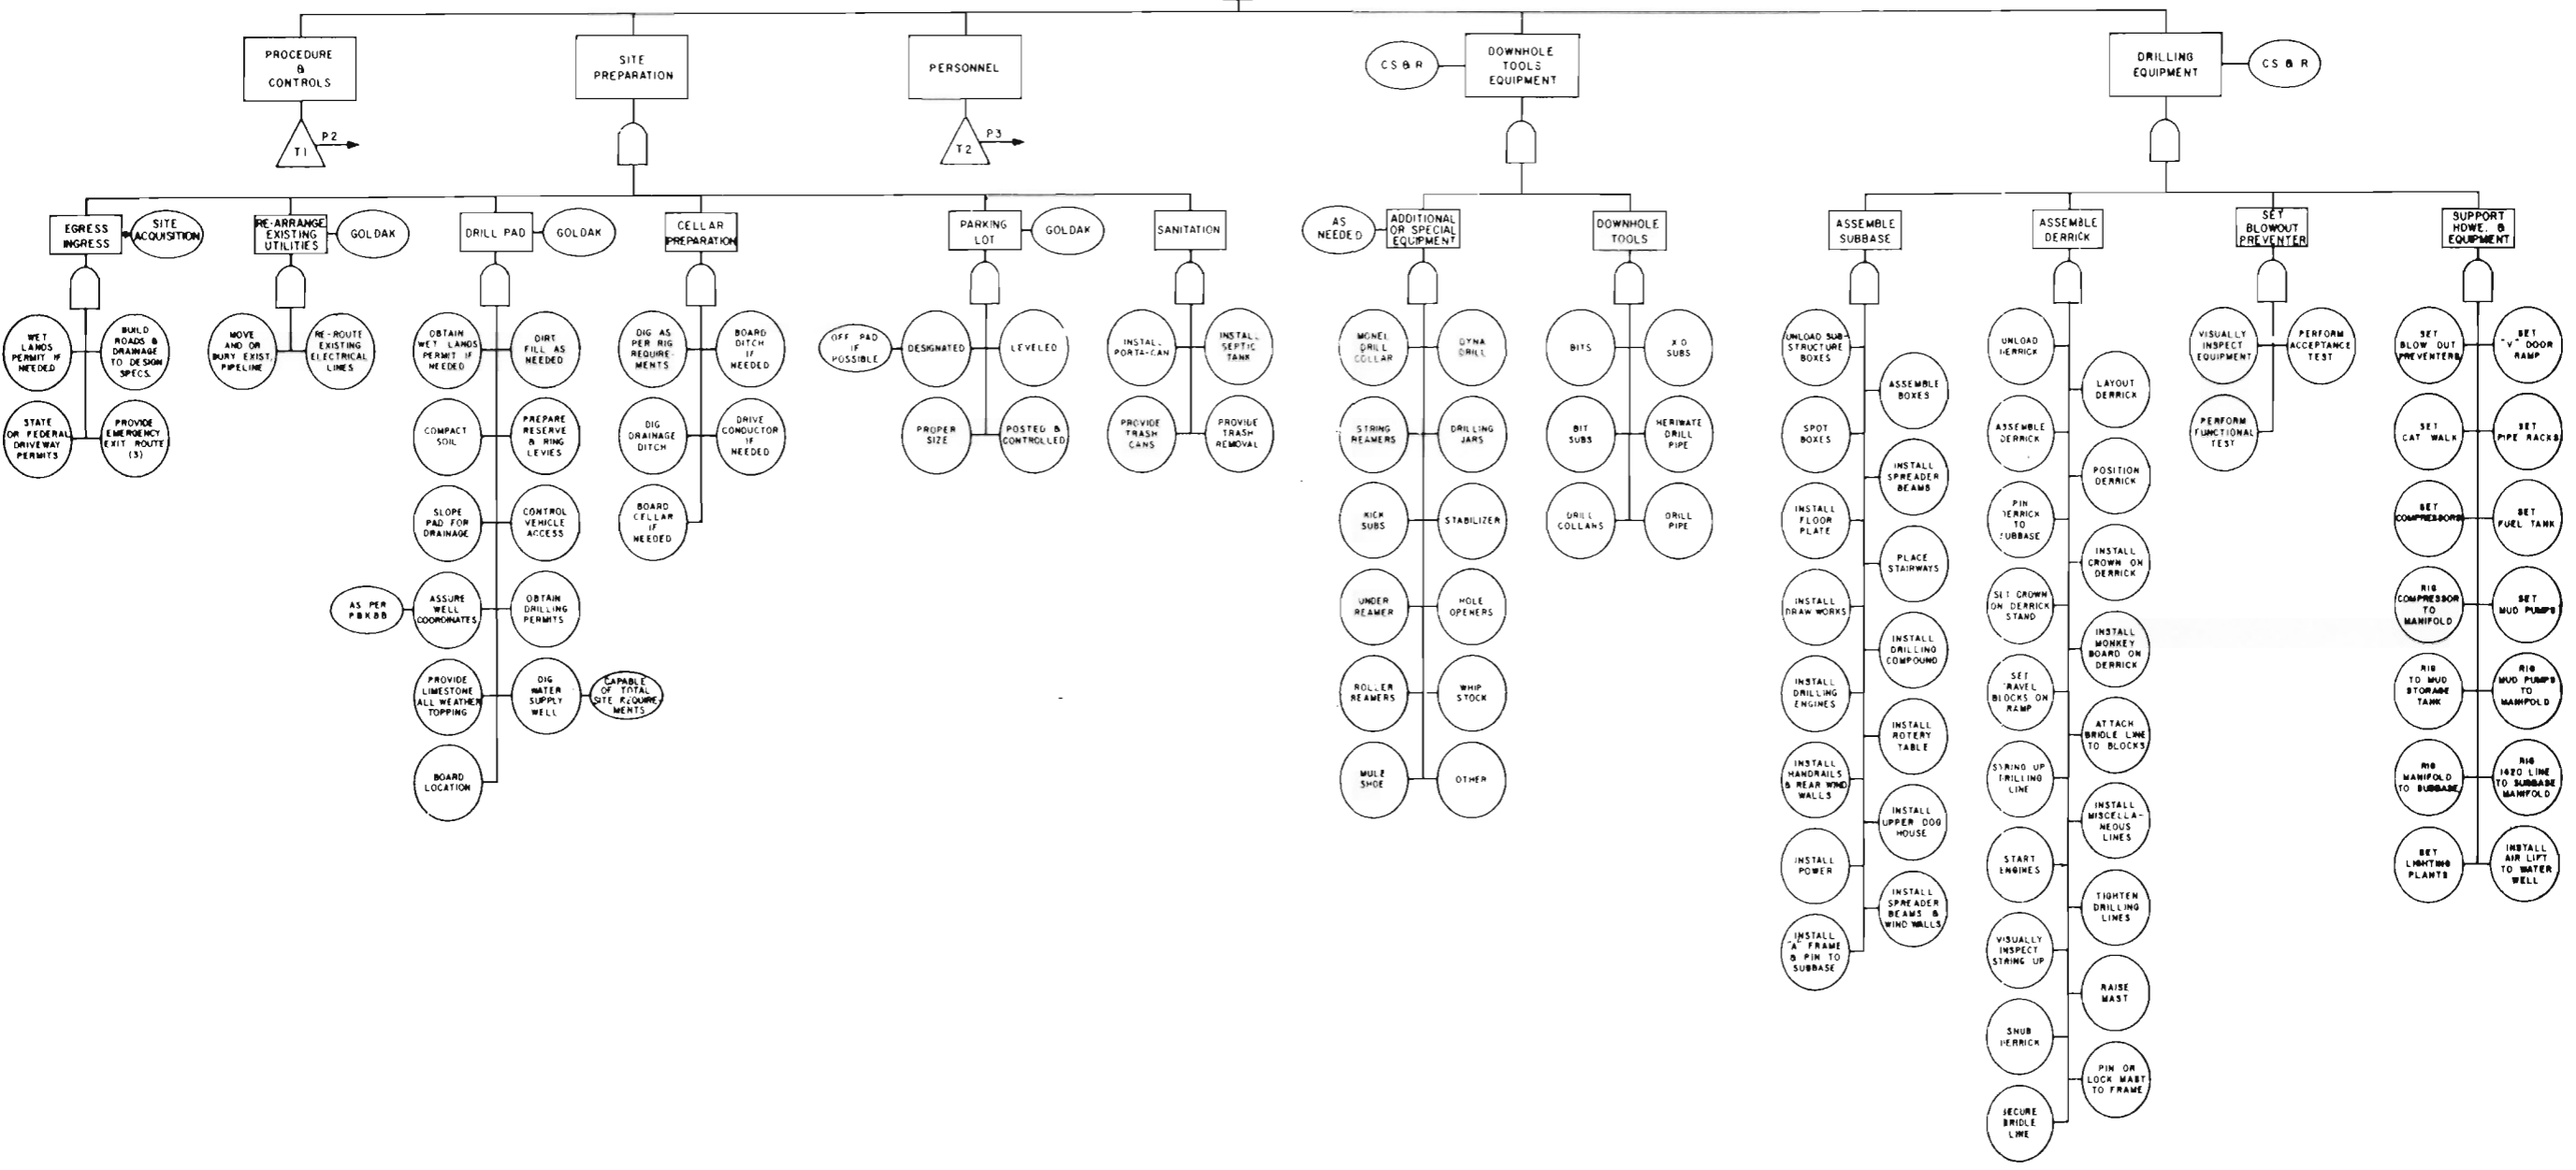 PROCEDURE
&
CONTROLS
SITE
PREPARATION
PERSONNEL
CS & R
DOWNHOLE
TOOLS
EQUIPMENT
DRILLING
EQUIPMENT
CS & R
T1
P2
T2
P3
EGRESS
INGRESS
SITE
ACQUISITION
RE-ARRANGE
EXISTING
UTILITIES
GOLDAK
DRILL PAD
GOLDAK
CELLAR
PREPARATION
PARKING
LOT
GOLDAK
SANITATION
AS
NEEDED
ADDITIONAL
OR SPECIAL
EQUIPMENT
DOWNHOLE
TOOLS
ASSEMBLE
SUBBASE
ASSEMBLE
DERRICK
SET
BLOWOUT
PREVENTER
SUPPORT
HDWE. &
EQUIPMENT
WET
LANDS
PERMIT IF
NEEDED
BUILD
ROADS &
DRAINAGE
TO DESIGN
SPECS.
STATE
OR FEDERAL
DRIVEWAY
PERMITS
PROVIDE
EMERGENCY
EXIT ROUTE
(S)
MOVE
AND OR
BURY EXIST.
PIPELINE
RE-ROUTE
EXISTING
ELECTRICAL
LINES
OBTAIN
WET LANDS
PERMIT IF
NEEDED
DIRT
FILL AS
NEEDED
COMPACT
SOIL
PREPARE
RESERVE
& RING
LEVIES
SLOPE
PAD FOR
DRAINAGE
CONTROL
VEHICLE
ACCESS
AS PER
PBKBB
ASSURE
WELL
COORDINATES
OBTAIN
DRILLING
PERMITS
PROVIDE
LIMESTONE
ALL WEATHER
TOPPING
DIG
WATER
SUPPLY
WELL
CAPABLE
OF TOTAL
SITE REQUIRE-
MENTS
BOARD
LOCATION
DIG AS
PER RIG
REQUIRE-
MENTS
BOARD
DITCH
IF
NEEDED
DIG
DRAINAGE
DITCH
DRIVE
CONDUCTOR
IF
NEEDED
BOARD
CELLAR
IF
NEEDED
OFF PAD
IF
POSSIBLE
DESIGNATED
LEVELED
PROPER
SIZE
POSTED &
CONTROLLED
INSTALL
PORTA-CAN
INSTALL
SEPTIC
TANK
PROVIDE
TRASH
CANS
PROVIDE
TRASH
REMOVAL
MONEL
DRILL
COLLAR
DYNA
DRILL
STRING
REAMERS
DRILLING
JARS
KICK
SUBS
STABILIZER
UNDER
REAMER
HOLE
OPENERS
ROLLER
REAMERS
WHIP
STOCK
MULE
SHOE
OTHER
BITS
X O
SUBS
BIT
SUBS
HERIWATE
DRILL
PIPE
DRILL
COLLARS
DRILL
PIPE
UNLOAD SUB-
STRUCTURE
BOXES
ASSEMBLE
BOXES
SPOT
BOXES
INSTALL
SPREADER
BEAMS
INSTALL
FLOOR
PLATE
PLACE
STAIRWAYS
INSTALL
DRAW WORKS
INSTALL
DRILLING
COMPOUND
INSTALL
DRILLING
ENGINES
INSTALL
ROTERY
TABLE
INSTALL
HANDRAILS
& REAR WIND
WALLS
INSTALL
UPPER DOG
HOUSE
INSTALL
POWER
INSTALL
SPREADER
BEAMS &
WIND WALLS
INSTALL
"A" FRAME
& PIN TO
SUBBASE
UNLOAD
DERRICK
LAYOUT
DERRICK
ASSEMBLE
DERRICK
POSITION
DERRICK
PIN
DERRICK
TO
SUBBASE
INSTALL
CROWN ON
DERRICK
SET CROWN
ON DERRICK
STAND
INSTALL
MONKEY
BOARD ON
DERRICK
SET
TRAVEL
BLOCKS ON
RAMP
ATTACH
BRIDLE LINE
TO BLOCKS
STRING UP
DRILLING
LINE
INSTALL
MISCELLA-
NEOUS
LINES
START
ENGINES
TIGHTEN
DRILLING
LINES
VISUALLY
INSPECT
STRING UP
RAISE
MAST
SNUB
DERRICK
PIN OR
LOCK MAST
TO FRAME
SECURE
BRIDLE
LINE
VISUALLY
INSPECT
EQUIPMENT
PERFORM
ACCEPTANCE
TEST
PERFORM
FUNCTIONAL
TEST
SET
BLOW OUT
PREVENTERS
SET
"V" DOOR
RAMP
SET
CAT WALK
SET
PIPE RACKS
SET
COMPRESSORS
SET
FUEL TANK
RIG
COMPRESSOR
TO
MANIFOLD
SET
MUD PUMPS
RIG
TO MUD
STORAGE
TANK
RIG
MUD PUMPS
TO
MANIFOLD
RIG
MANIFOLD
TO SUBBASE
RIG
LINE
TO SUBBASE
MANIFOLD
SET
LIGHTING
PLANTS
INSTALL
AIR LIFT
TO WATER
WELL